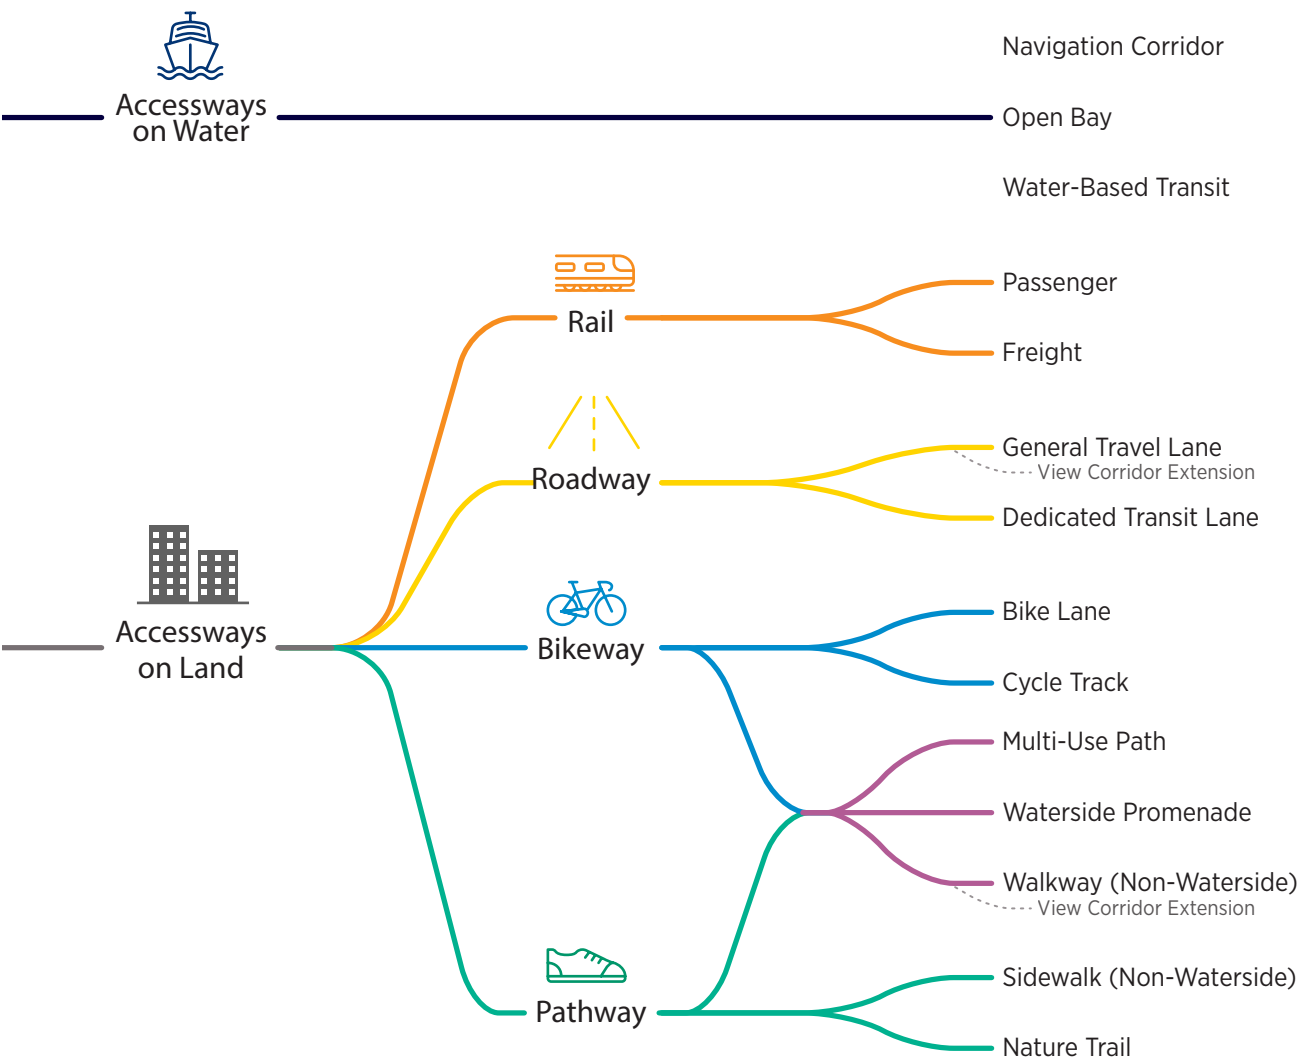 Navigation Corridor
Accessways
on Water
Open Bay
Water-Based Transit
Rail
Passenger
Freight
Roadway
General Travel Lane
View Corridor Extension
Dedicated Transit Lane
Accessways
on Land
Bikeway
Bike Lane
Cycle Track
Multi-Use Path
Waterside Promenade
Walkway (Non-Waterside)
View Corridor Extension
Pathway
Sidewalk (Non-Waterside)
Nature Trail